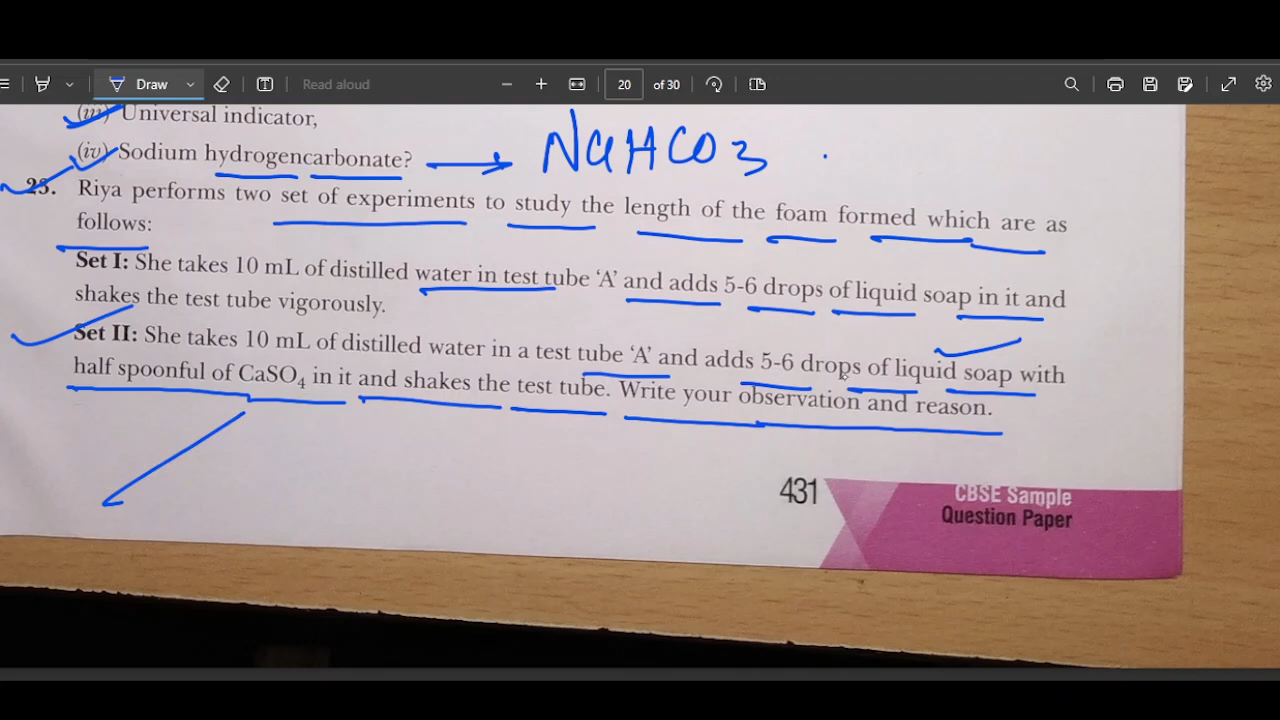 Draw
Read aloud
20 of 30
(iii) Universal indicator,
(iv) Sodium hydrogencarbonate? → NaHCO3
23. Riya performs two set of experiments to study the length of the foam formed which are as
follows:
Set I: She takes 10 mL of distilled water in test tube ‘A’ and adds 5-6 drops of liquid soap in it and
shakes the test tube vigorously.
Set II: She takes 10 mL of distilled water in a test tube ‘A’ and adds 5-6 drops of liquid soap with
half spoonful of CaSO₄ in it and shakes the test tube. Write your observation and reason.
431
CBSE Sample
Question Paper